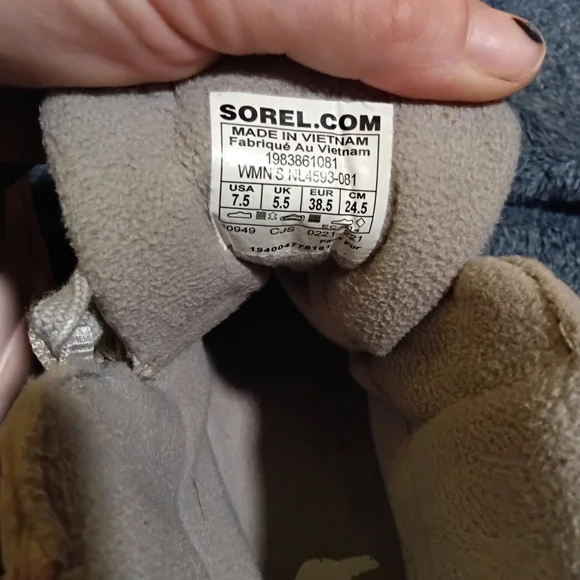 SOREL.COM
MADE IN VIETNAM
Fabriqué Au Vietnam
1983861081
WMN'S NL4593-081
USA UK EUR CM
7.5 5.5 38.5 24.5
CJS